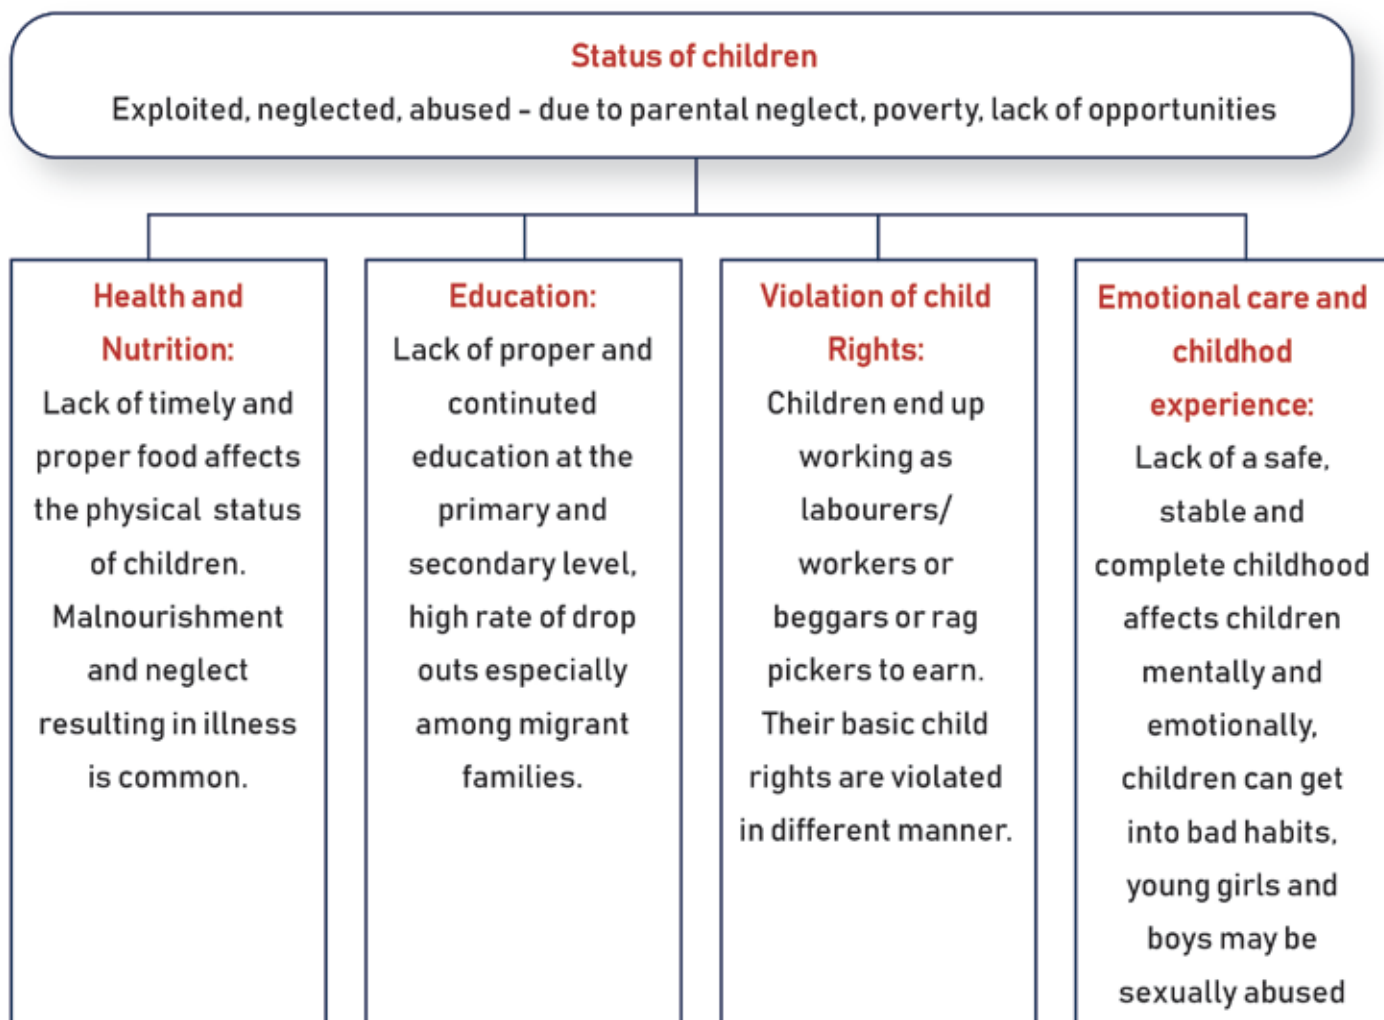 Status of children
Exploited, neglected, abused - due to parental neglect, poverty, lack of opportunities
Health and
Nutrition:
Lack of timely and
proper food affects
the physical status
of children.
Malnourishment
and neglect
resulting in illness
is common.
Education:
Lack of proper and
continuted
education at the
primary and
secondary level,
high rate of drop
outs especially
among migrant
families.
Violation of child
Rights:
Children end up
working as
labourers/
workers or
beggars or rag
pickers to earn.
Their basic child
rights are violated
in different manner.
Emotional care and
childhod
experience:
Lack of a safe,
stable and
complete childhood
affects children
mentally and
emotionally,
children can get
into bad habits,
young girls and
boys may be
sexually abused